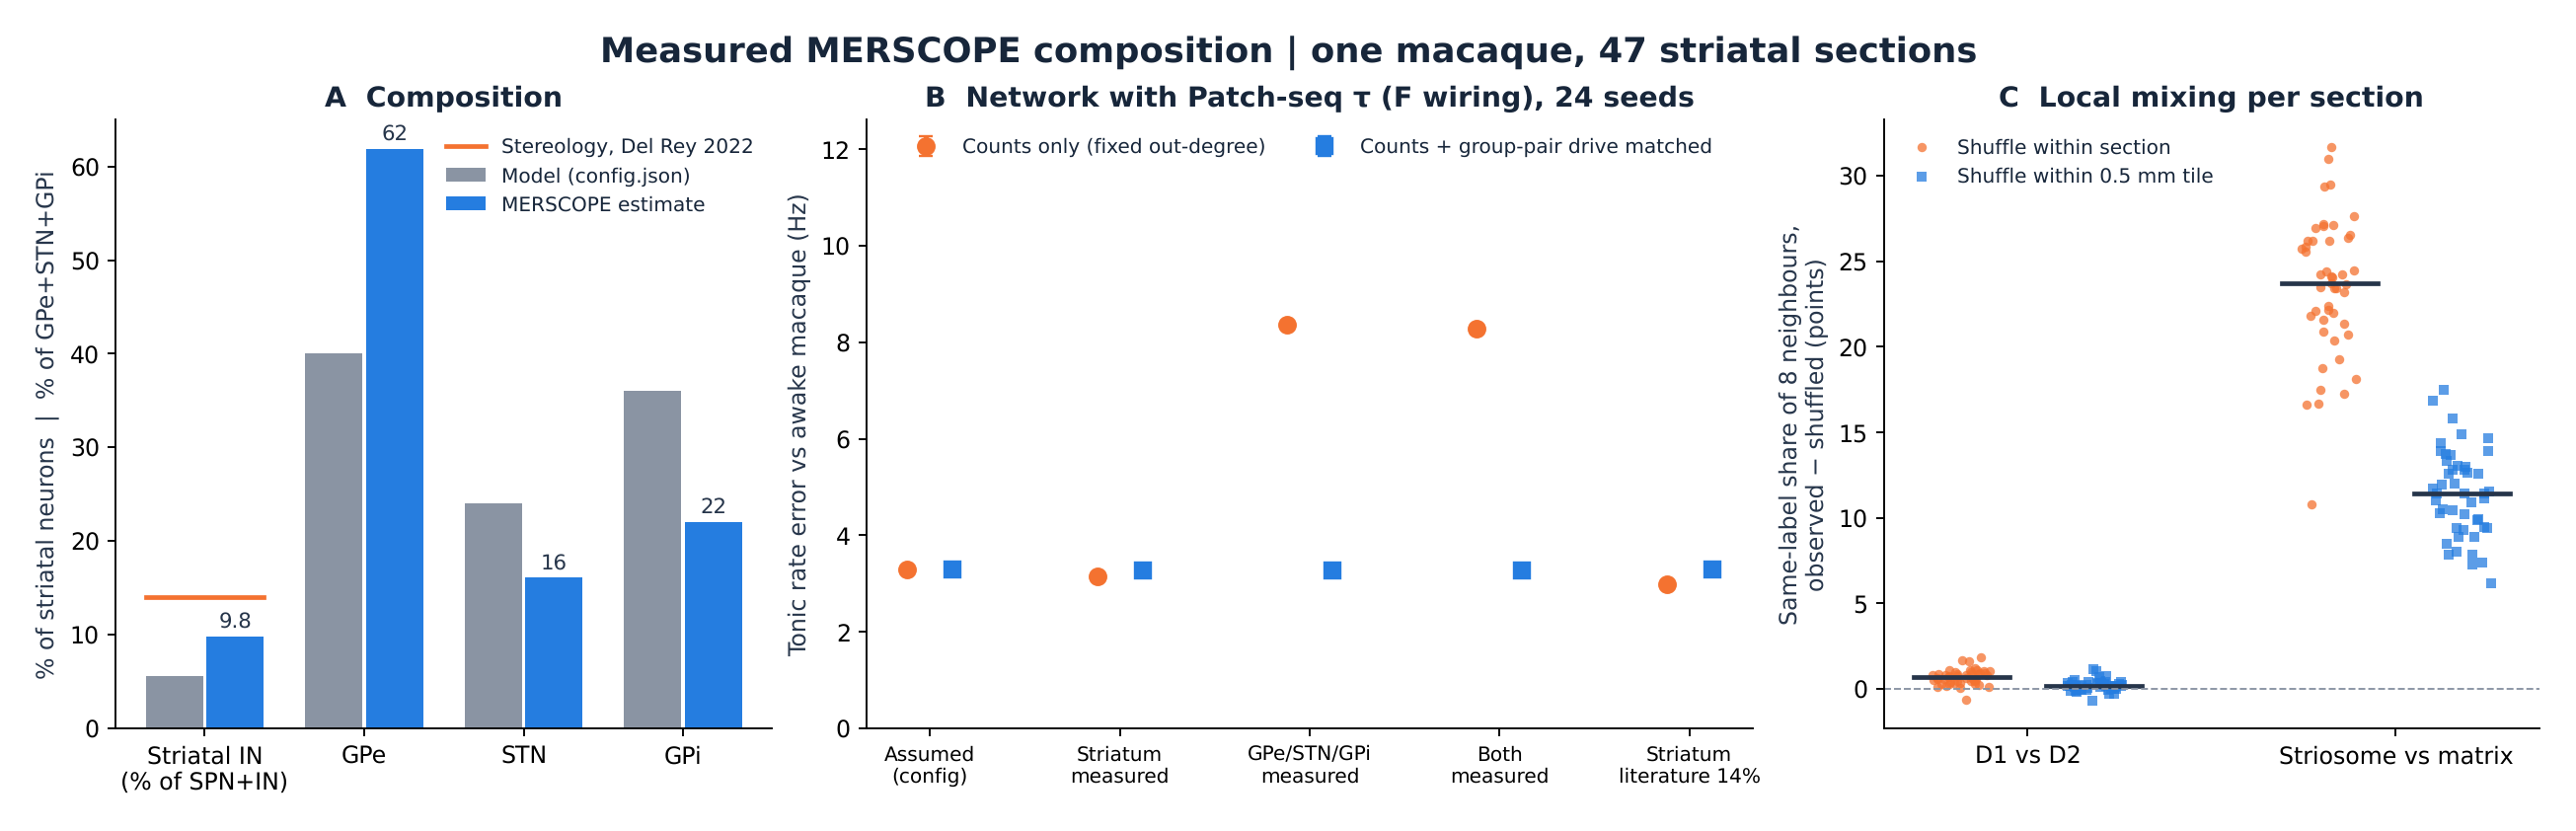 Measured MERSCOPE composition | one macaque, 47 striatal sections
A Composition
% of striatal neurons | % of GPe+STN+GPi
60
50
40
30
20
10
0
Stereology, Del Rey 2022
Model (config.json)
MERSCOPE estimate
9.8
62
16
22
Striatal IN
(% of SPN+IN)
GPe
STN
GPi
B Network with Patch-seq τ (F wiring), 24 seeds
Tonic rate error vs awake macaque (Hz)
12
10
8
6
4
2
0
Counts only (fixed out-degree)
Counts + group-pair drive matched
Assumed
(config)
Striatum
measured
GPe/STN/GPi
measured
Both
measured
Striatum
literature 14%
C Local mixing per section
Same-label share of 8 neighbours,
observed − shuffled (points)
30
25
20
15
10
5
0
Shuffle within section
Shuffle within 0.5 mm tile
D1 vs D2
Striosome vs matrix